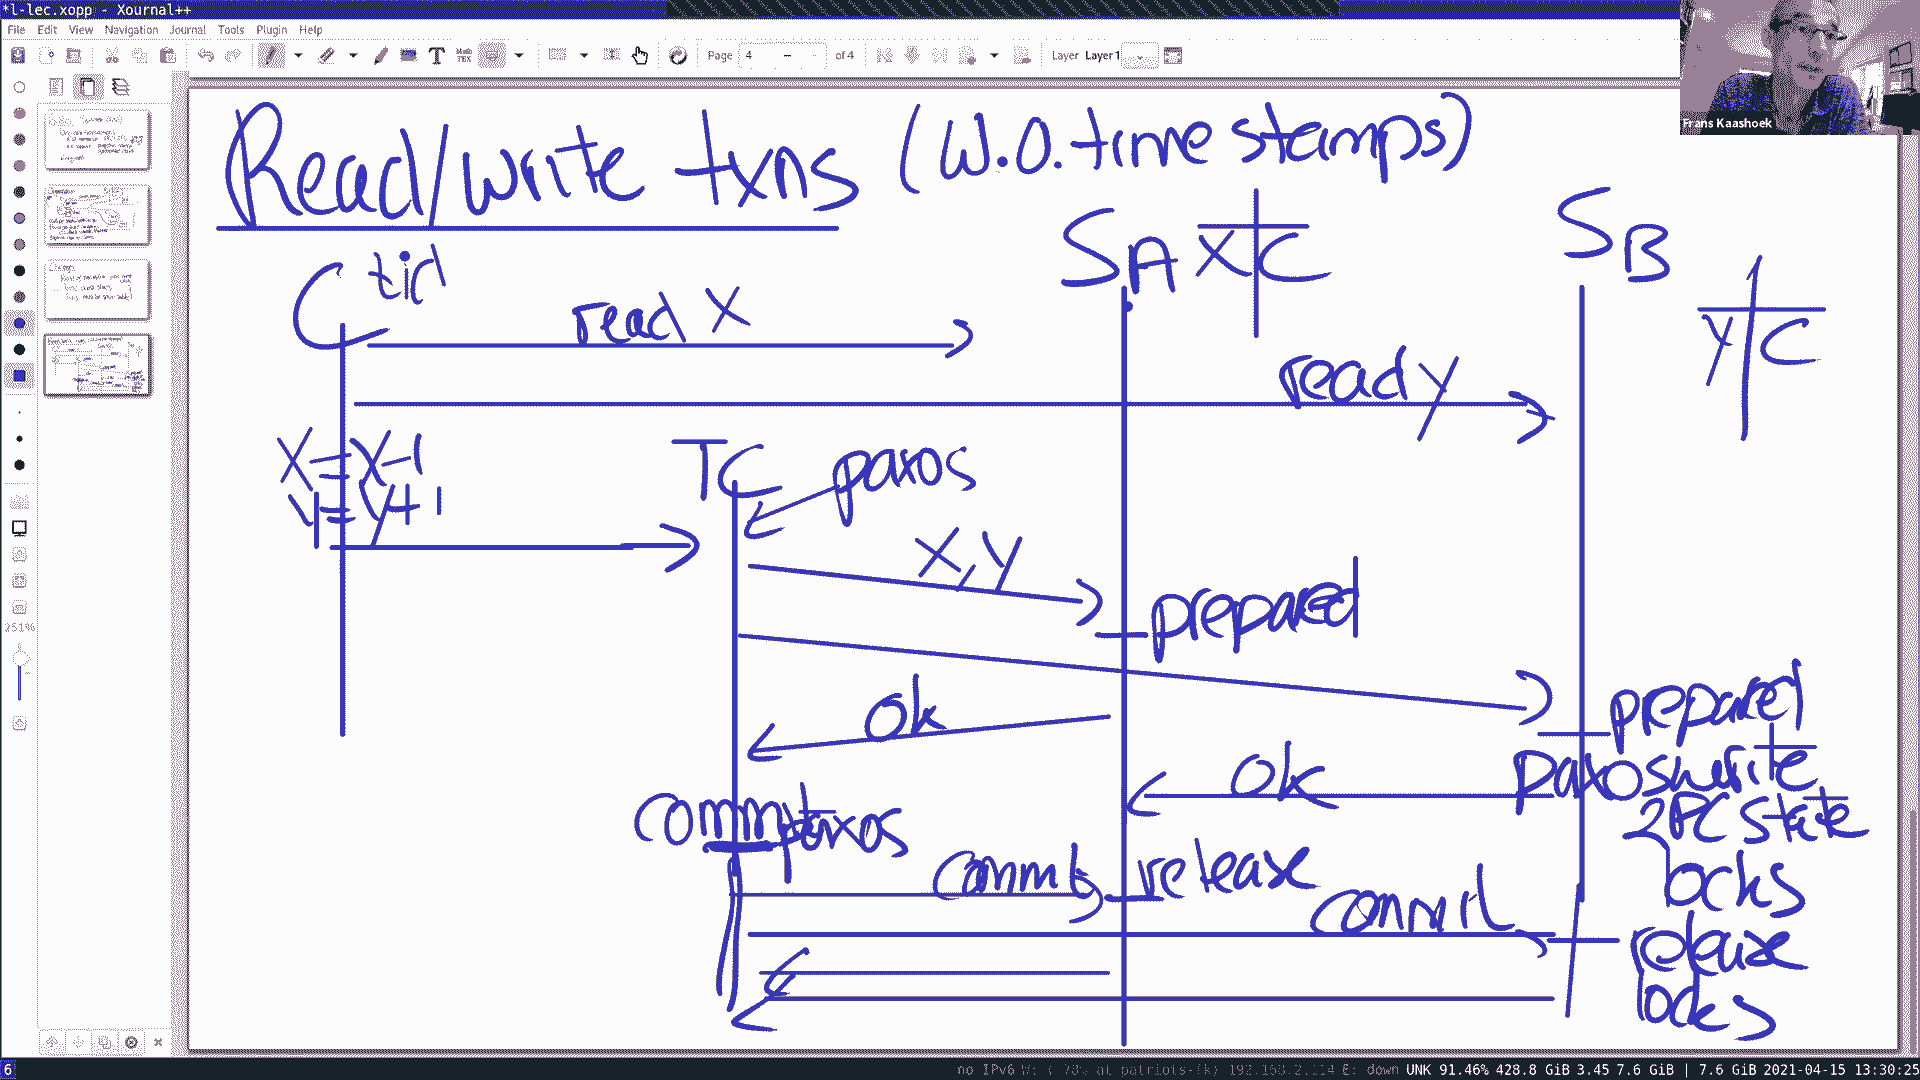 *l-lec.xopp - Xournal++
File Edit View Navigation Journal Tools Plugin Help
Page 4 of 4 Layer Layer 1
Frans Kaashoek
Read/write txns (W.O. time stamps)
C tid
SA X C
SB
Y C
read X
read y
X=X-1
Y=Y+1
TC
paxos
X,Y
prepared
prepared
ok
ok
paxos write
2PC state
locks
commit
paxos
commit
release
commit
release
locks
251%
6
no IPv6 W: ( 78% at patriots-(k) 192.168.2.114 E: down UNK 91.46% 428.8 GiB 3.45 7.6 GiB | 7.6 GiB 2021-04-15 13:30:25